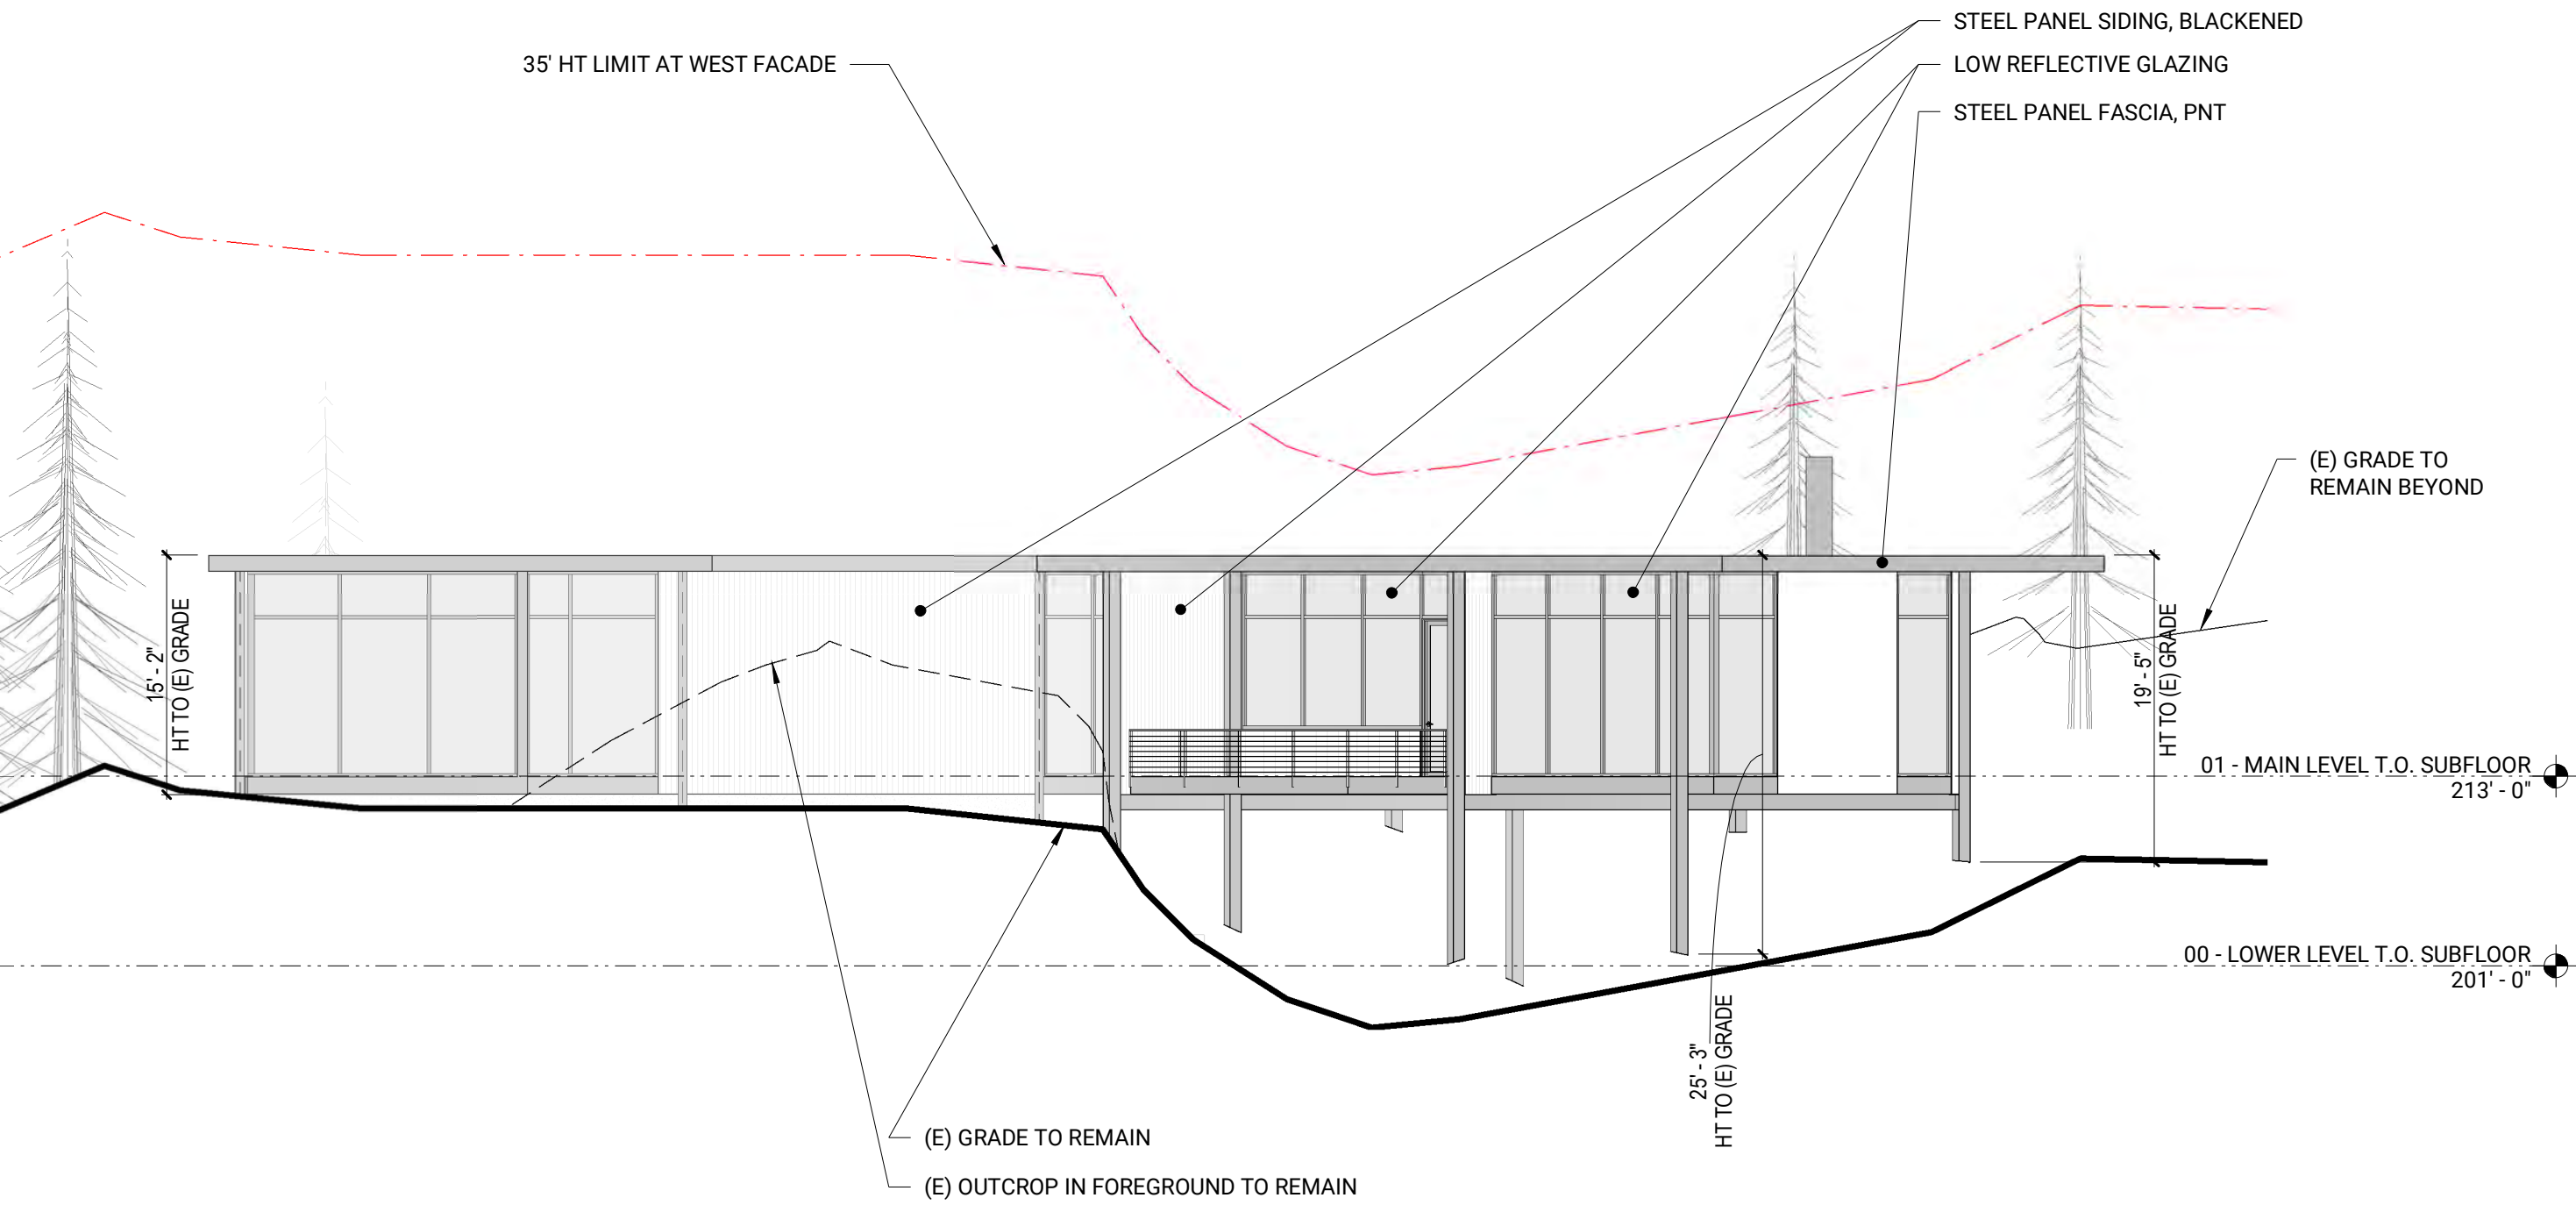 STEEL PANEL SIDING, BLACKENED
35' HT LIMIT AT WEST FACADE
LOW REFLECTIVE GLAZING
STEEL PANEL FASCIA, PNT
(E) GRADE TO
REMAIN BEYOND
15' - 2"
HT TO (E) GRADE
19' - 5"
HT TO (E) GRADE
01 - MAIN LEVEL T.O. SUBFLOOR
213' - 0"
00 - LOWER LEVEL T.O. SUBFLOOR
201' - 0"
25' - 3"
HT TO (E) GRADE
(E) GRADE TO REMAIN
(E) OUTCROP IN FOREGROUND TO REMAIN